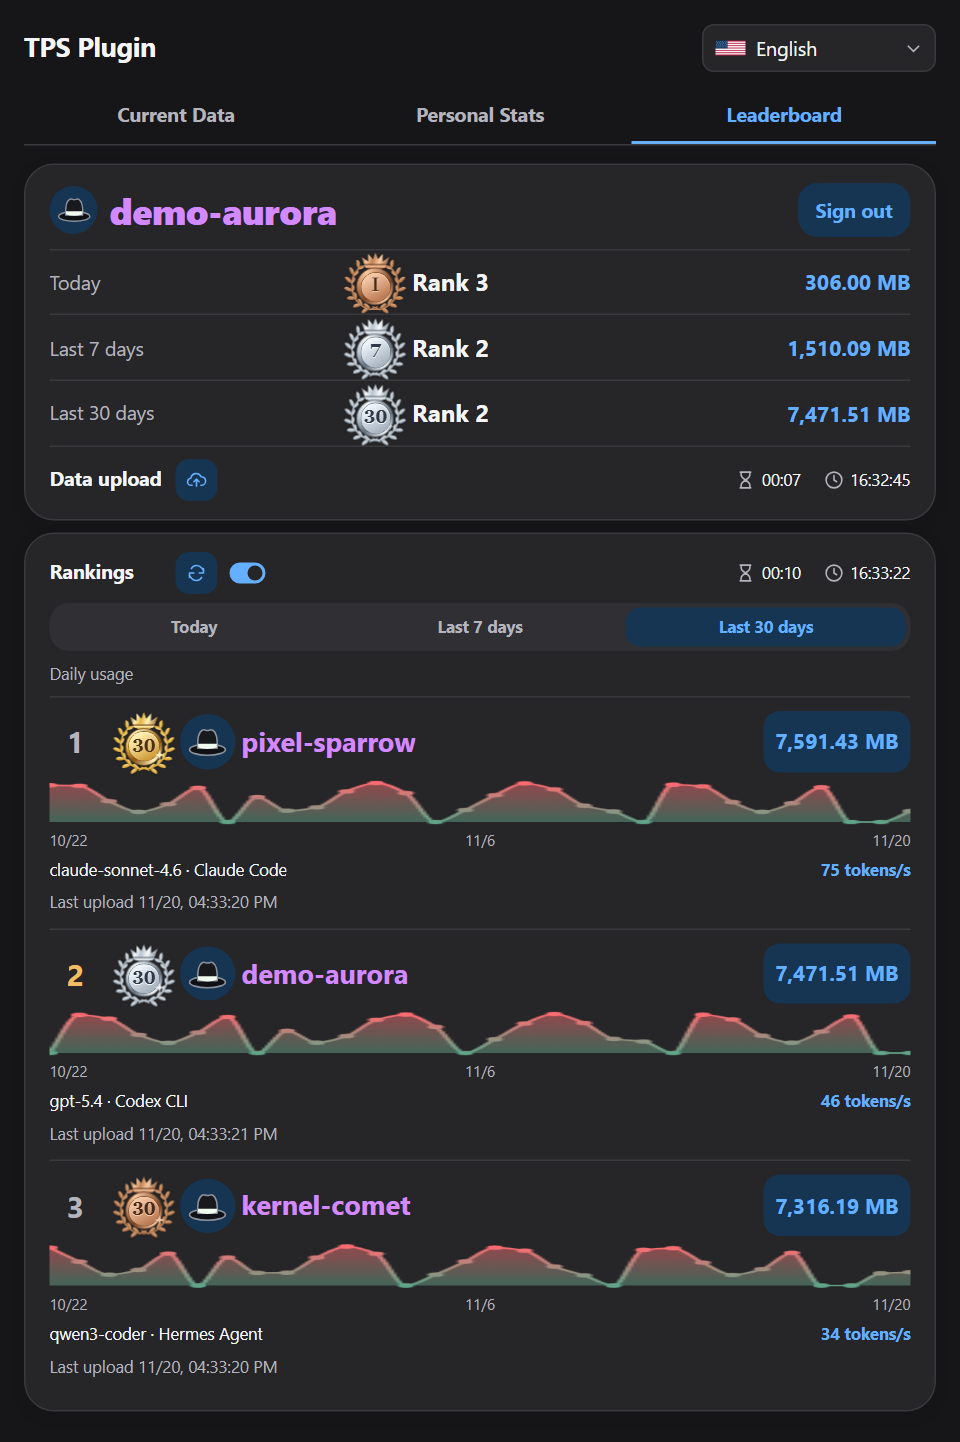 TPS Plugin
English
Current Data
Personal Stats
Leaderboard
demo-aurora
Sign out
Today
I
Rank 3
306.00 MB
Last 7 days
7
Rank 2
1,510.09 MB
Last 30 days
30
Rank 2
7,471.51 MB
Data upload
00:07
16:32:45
Rankings
00:10
16:33:22
Today
Last 7 days
Last 30 days
Daily usage
1
30
pixel-sparrow
7,591.43 MB
10/22
11/6
11/20
claude-sonnet-4.6 · Claude Code
75 tokens/s
Last upload 11/20, 04:33:20 PM
2
30
demo-aurora
7,471.51 MB
10/22
11/6
11/20
gpt-5.4 · Codex CLI
46 tokens/s
Last upload 11/20, 04:33:21 PM
3
30
kernel-comet
7,316.19 MB
10/22
11/6
11/20
qwen3-coder · Hermes Agent
34 tokens/s
Last upload 11/20, 04:33:20 PM